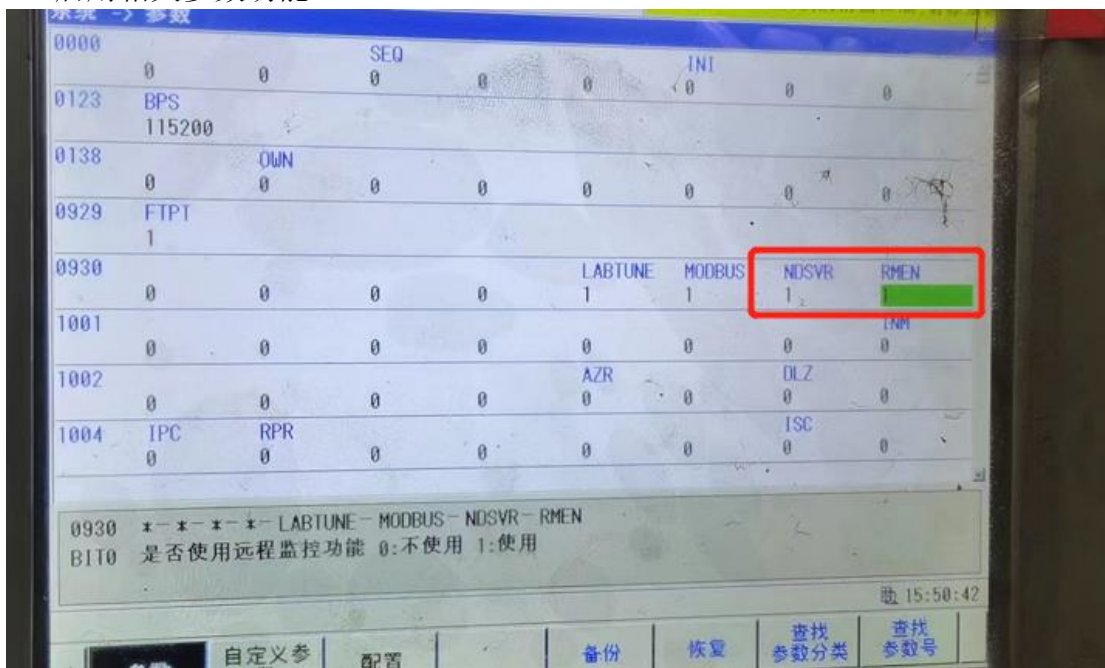 系统 -> 参数
0000 SEQ INI
0 0 0 0 0 0 0 0
0123 BPS
115200
0138 OWN
0 0 0 0 0 0 0 0
0929 FTPT
1
0930 LABTUNE MODBUS NDSVR RMEN
0 0 0 0 1 1 1 1
1001 INM
0 0 0 0 0 0 0 0
1002 AZR DLZ
0 0 0 0 0 0 0 0
1004 IPC RPR ISC
0 0 0 0 0 0 0 0
0930 *-*-*-*-LABTUNE-MODBUS-NDSVR-RMEN
BIT0 是否使用远程监控功能 0:不使用 1:使用
15:50:42
参数 自定义参 配置 备份 恢复 查找 查找
参数分类 参数号